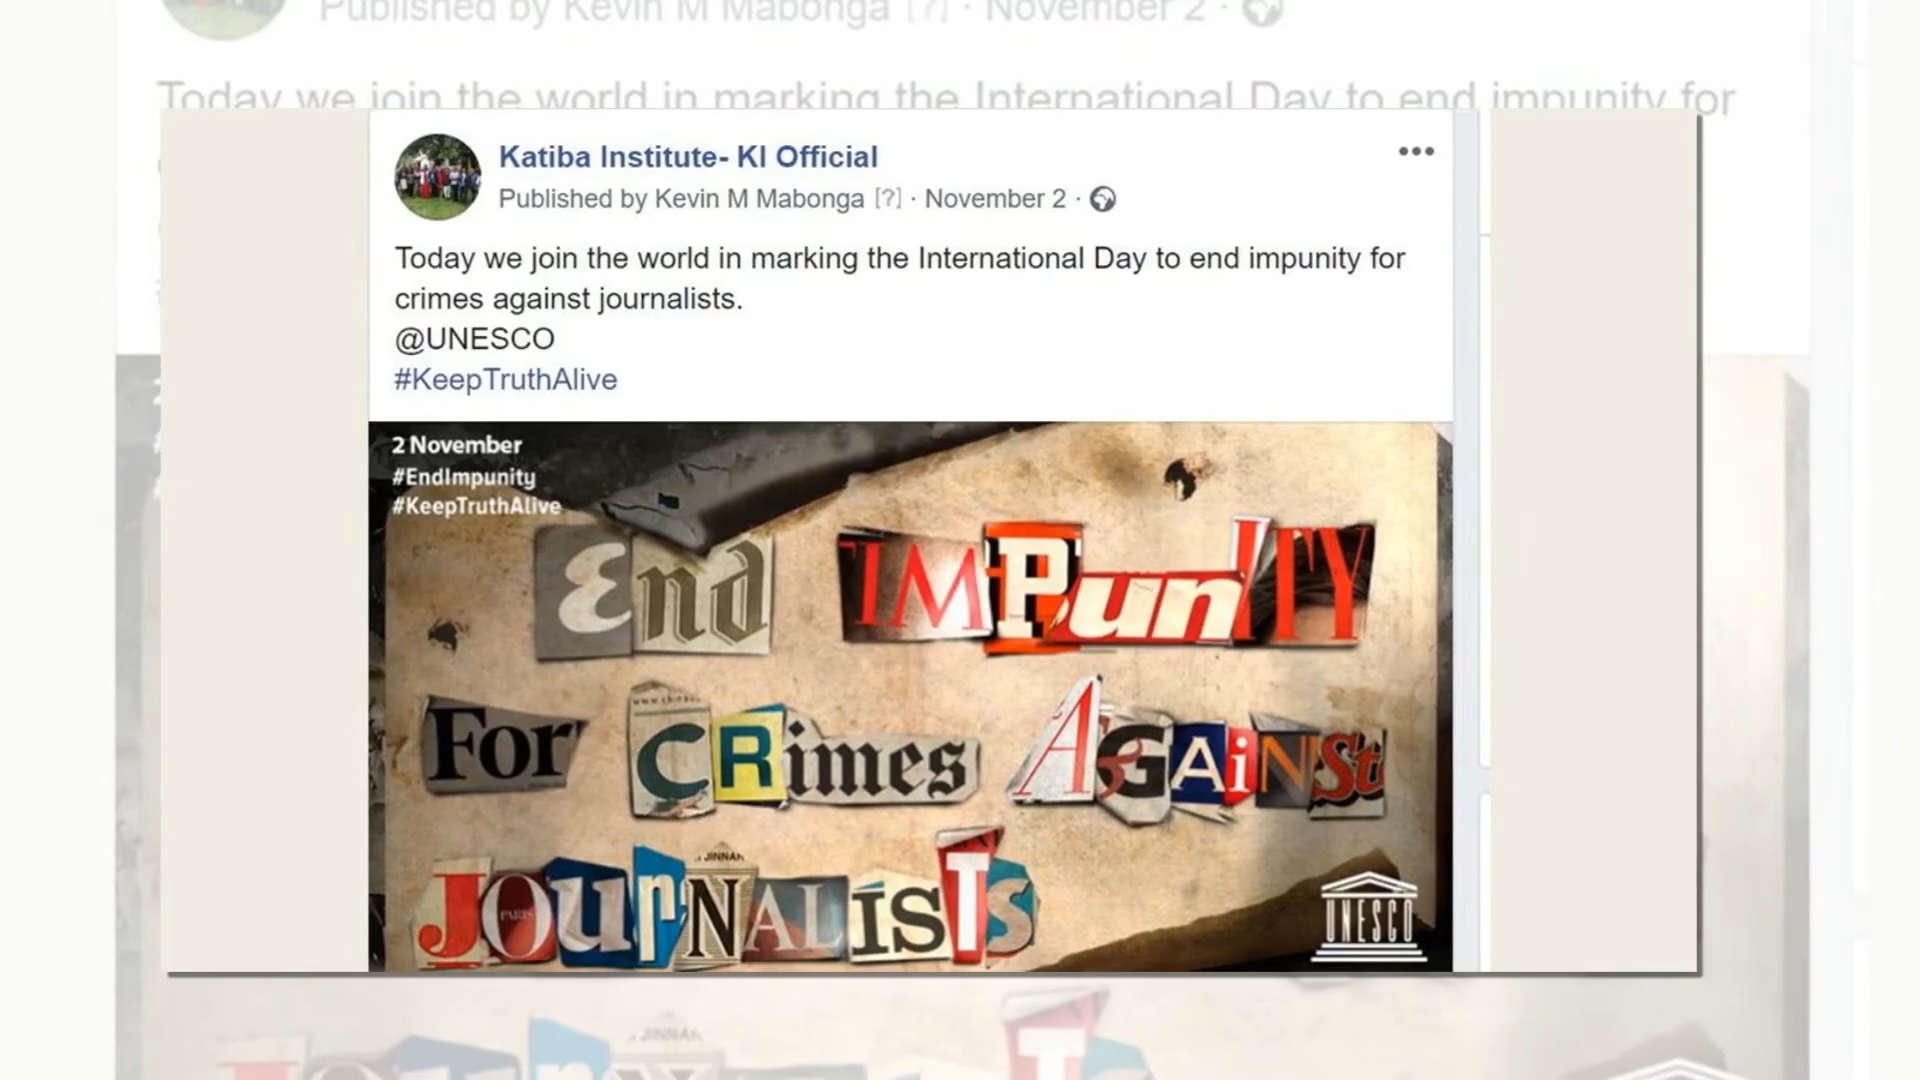 Published by Kevin M Mabonga [?] · November 2 ·
Today we join the world in marking the International Day to end impunity for
Katiba Institute- KI Official
Published by Kevin M Mabonga [?] · November 2 ·
Today we join the world in marking the International Day to end impunity for
crimes against journalists.
@UNESCO
#KeepTruthAlive
2 November
#EndImpunity
#KeepTruthAlive
End IMPunITY
For CRimes AGAiNSt
JOurNALISTs
JINNAH
PARIS
UNESCO
JINNAH